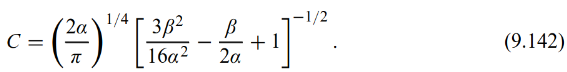 C = (2α/π)^{1/4} [3β²/16α² − β/2α + 1]^{−1/2}. (9.142)